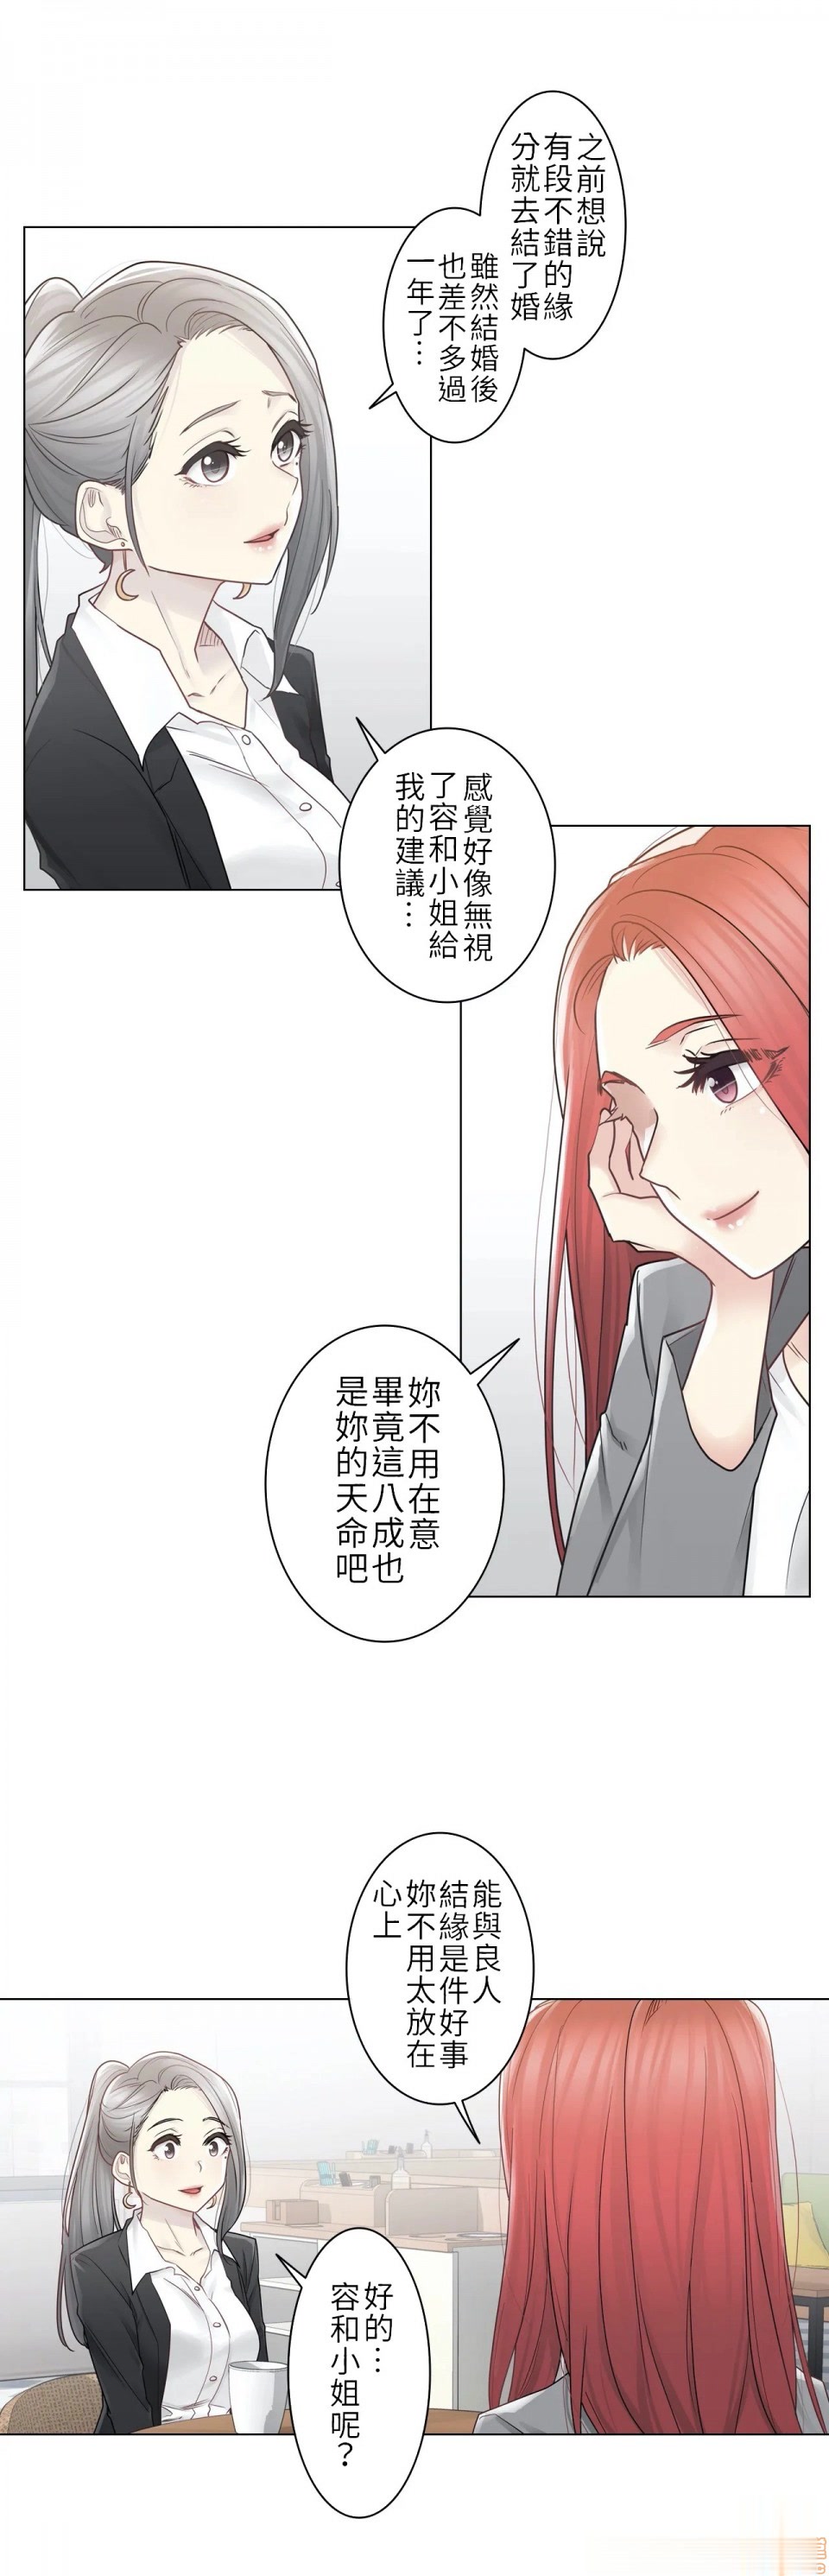 之前想說
有段不錯的緣
分就去結了婚
雖然結婚後
也差不多過
一年了…
感覺好像無視
了容和小姐給
我的建議…
妳不用在意
畢竟這八成也
是妳的天命吧
能與良人
結緣是件好事
妳不用太放在
心上
好的…
容和小姐呢？